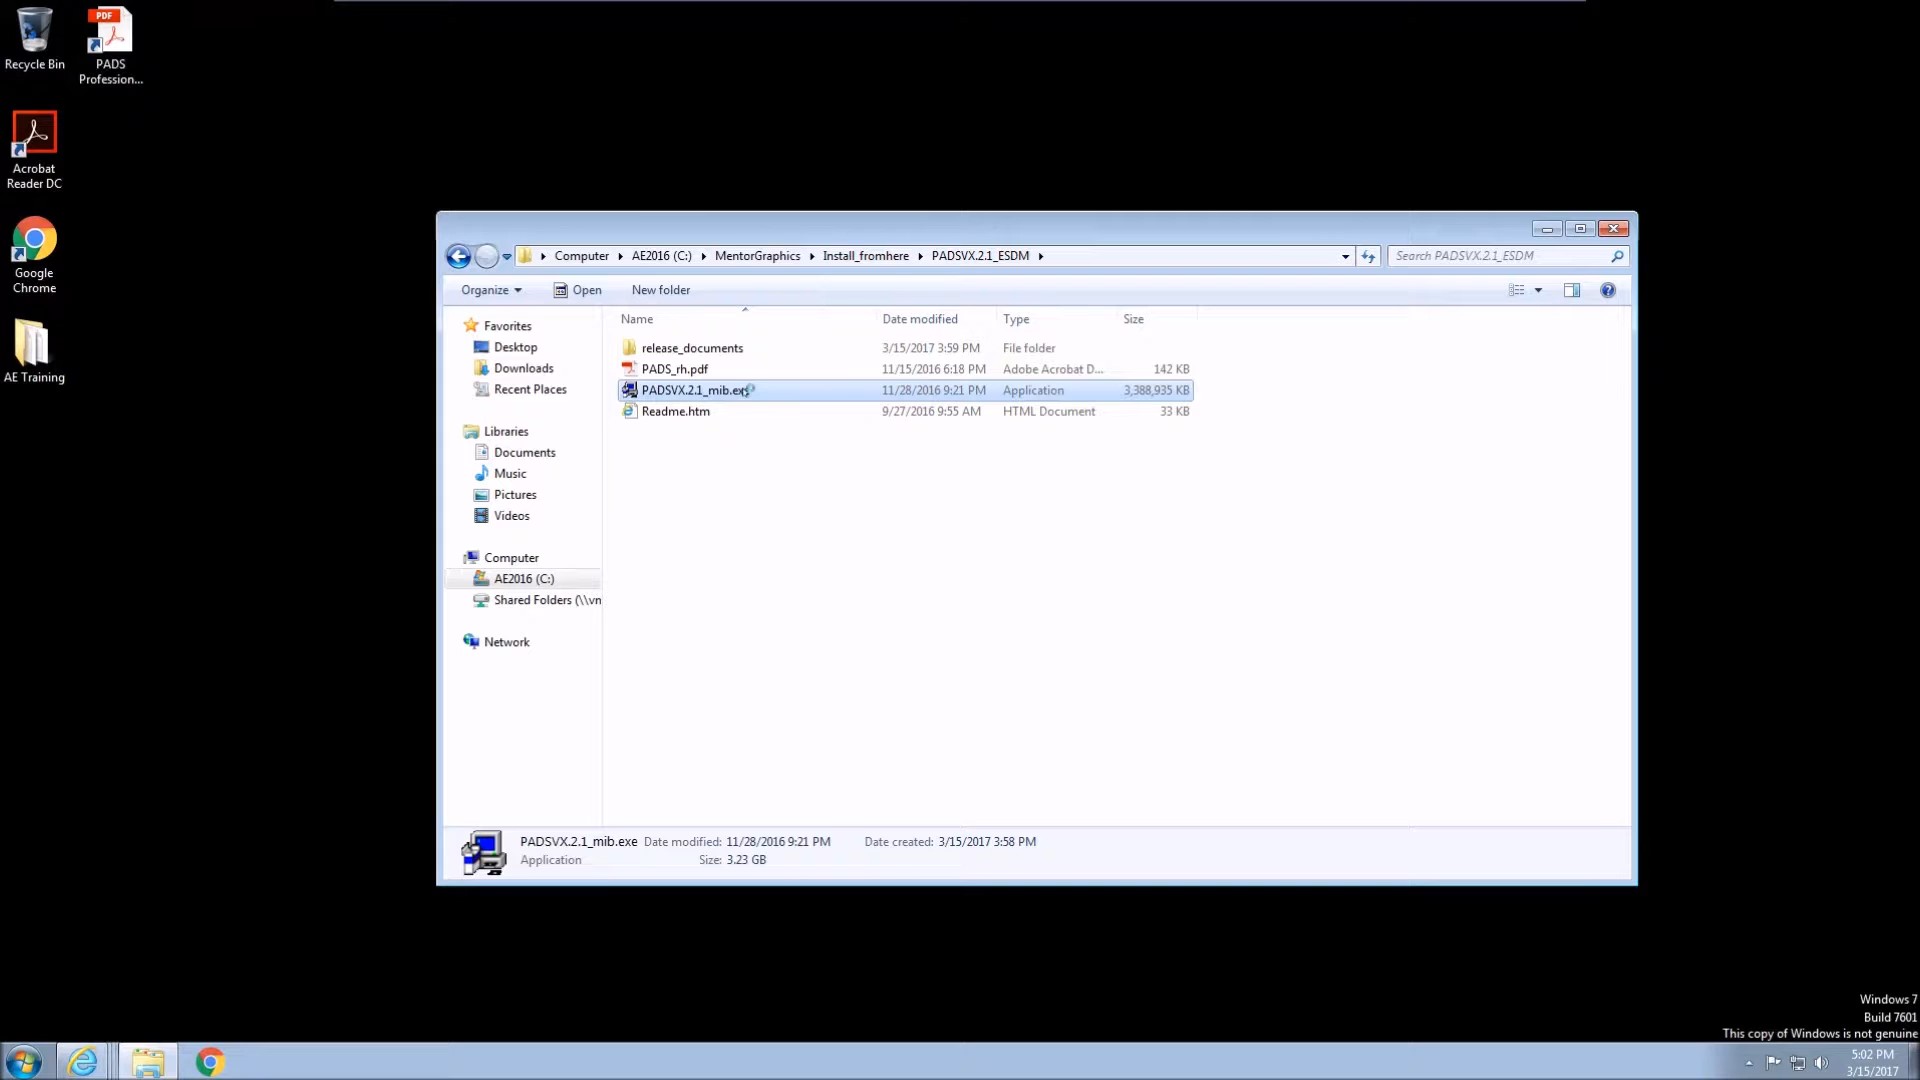 Recycle Bin
PADS
Profession...
Acrobat
Reader DC
Google
Chrome
AE Training
Computer
AE2016 (C:)
MentorGraphics
Install_fromhere
PADSVX.2.1_ESDM
Search PADSVX.2.1_ESDM
Organize
Open
New folder
Favorites
Desktop
Downloads
Recent Places
Libraries
Documents
Music
Pictures
Videos
Computer
AE2016 (C:)
Shared Folders (\\vn
Network
Name Date modified Type Size
release_documents 3/15/2017 3:59 PM File folder
PADS_rh.pdf 11/15/2016 6:18 PM Adobe Acrobat D... 142 KB
PADSVX.2.1_mib.exe 11/28/2016 9:21 PM Application 3,388,935 KB
Readme.htm 9/27/2016 9:55 AM HTML Document 33 KB
PADSVX.2.1_mib.exe Date modified: 11/28/2016 9:21 PM Date created: 3/15/2017 3:58 PM
Application Size: 3.23 GB
Windows 7
Build 7601
This copy of Windows is not genuine
5:02 PM
3/15/2017